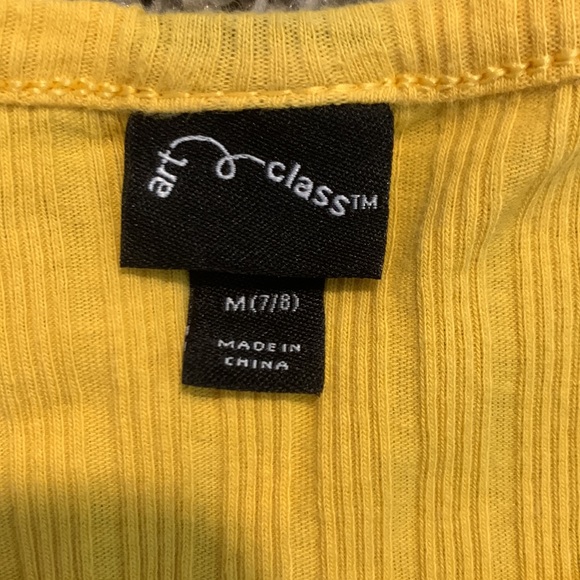 art class™
M(7/8)
MADE IN
CHINA